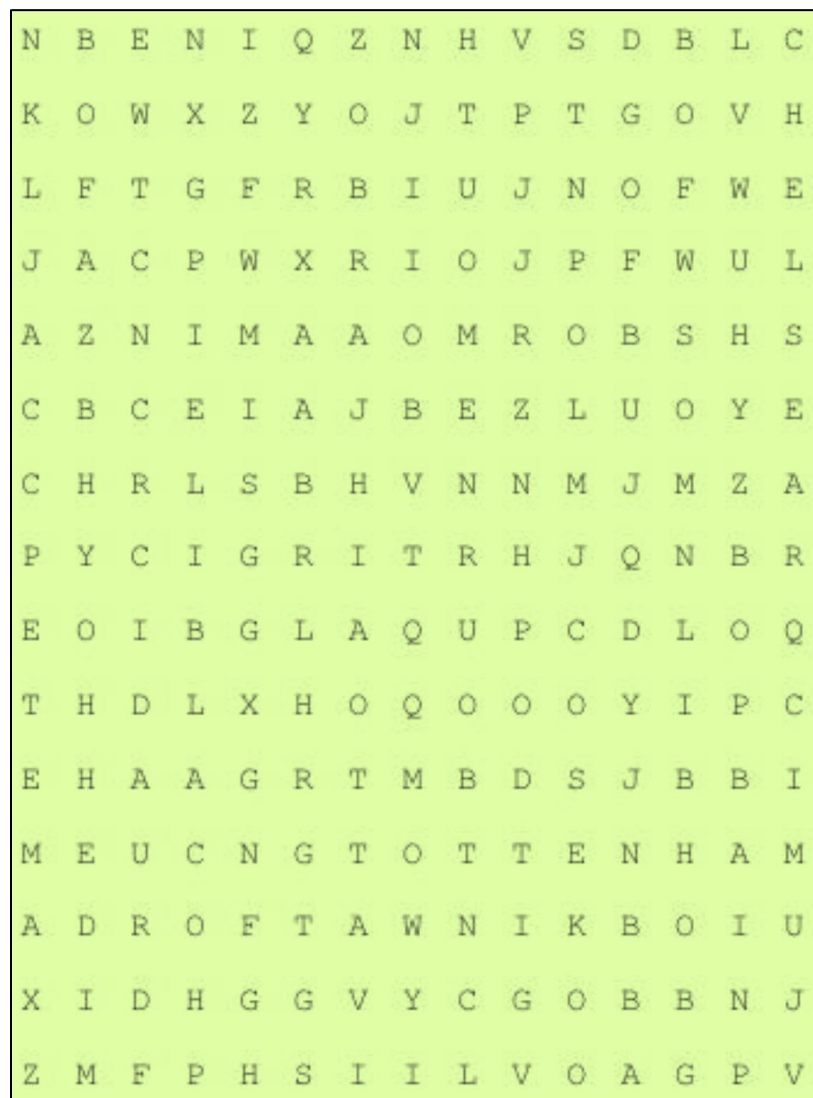 N B E N I Q Z N H V S D B L C
K O W X Z Y O J T P T G O V H
L F T G F R B I U J N O F W E
J A C P W X R I O J P F W U L
A Z N I M A A O M R O B S H S
C B C E I A J B E Z L U O Y E
C H R L S B H V N N M J M Z A
P Y C I G R I T R H J Q N B R
E O I B G L A Q U P C D L O Q
T H D L X H O Q O O O Y I P C
E H A A G R T M B D S J B B I
M E U C N G T O T T E N H A M
A D R O F T A W N I K B O I U
X I D H G G V Y C G O B B N J
Z M F P H S I I L V O A G P V